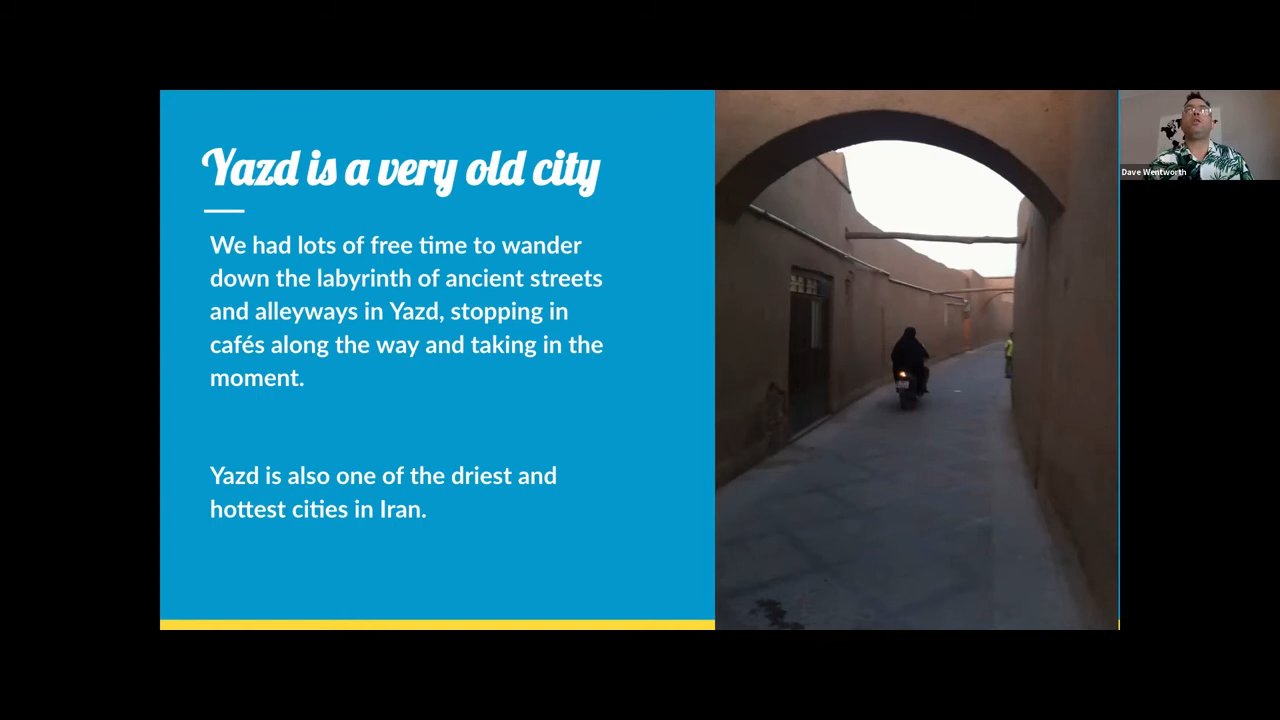 Yazd is a very old city
We had lots of free time to wander
down the labyrinth of ancient streets
and alleyways in Yazd, stopping in
cafés along the way and taking in the
moment.
Yazd is also one of the driest and
hottest cities in Iran.
Dave Wentworth